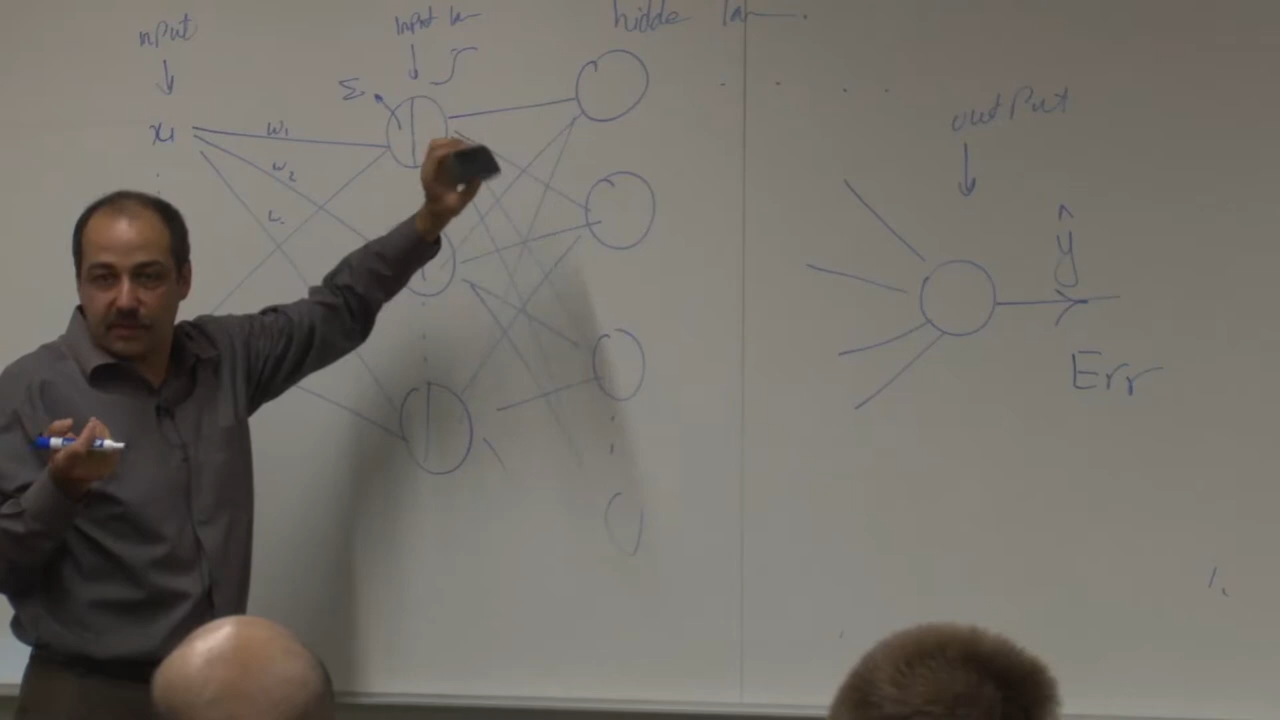 input
input la
hidde la
Σ
x₁
w₁
w₂
output
ŷ
Err